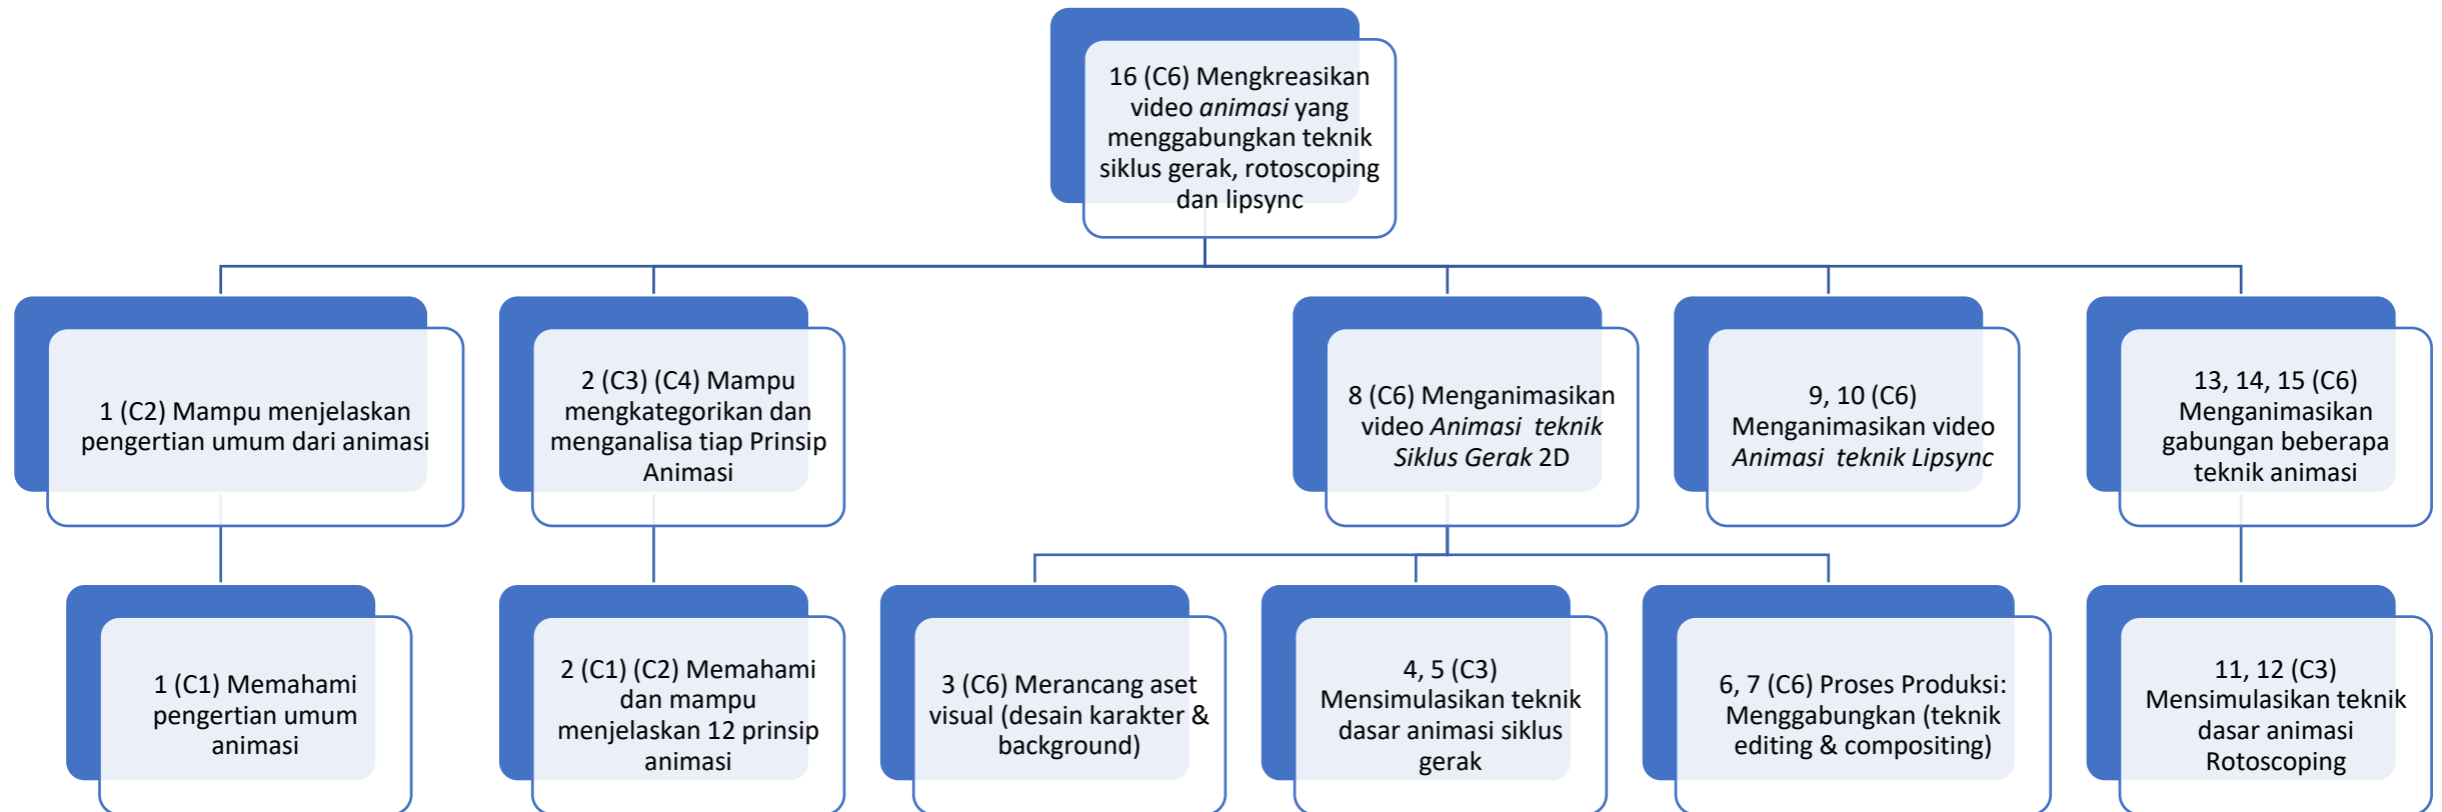 16 (C6) Mengkreasikan
video animasi yang
menggabungkan teknik
siklus gerak, rotoscoping
dan lipsync
1 (C2) Mampu menjelaskan
pengertian umum dari animasi
2 (C3) (C4) Mampu
mengkategorikan dan
menganalisa tiap Prinsip
Animasi
8 (C6) Menganimasikan
video Animasi  teknik
Siklus Gerak 2D
9, 10 (C6)
Menganimasikan video
Animasi  teknik Lipsync
13, 14, 15 (C6)
Menganimasikan
gabungan beberapa
teknik animasi
1 (C1) Memahami
pengertian umum
animasi
2 (C1) (C2) Memahami
dan mampu
menjelaskan 12 prinsip
animasi
3 (C6) Merancang aset
visual (desain karakter &
background)
4, 5 (C3)
Mensimulasikan teknik
dasar animasi siklus
gerak
6, 7 (C6) Proses Produksi:
Menggabungkan (teknik
editing & compositing)
11, 12 (C3)
Mensimulasikan teknik
dasar animasi
Rotoscoping